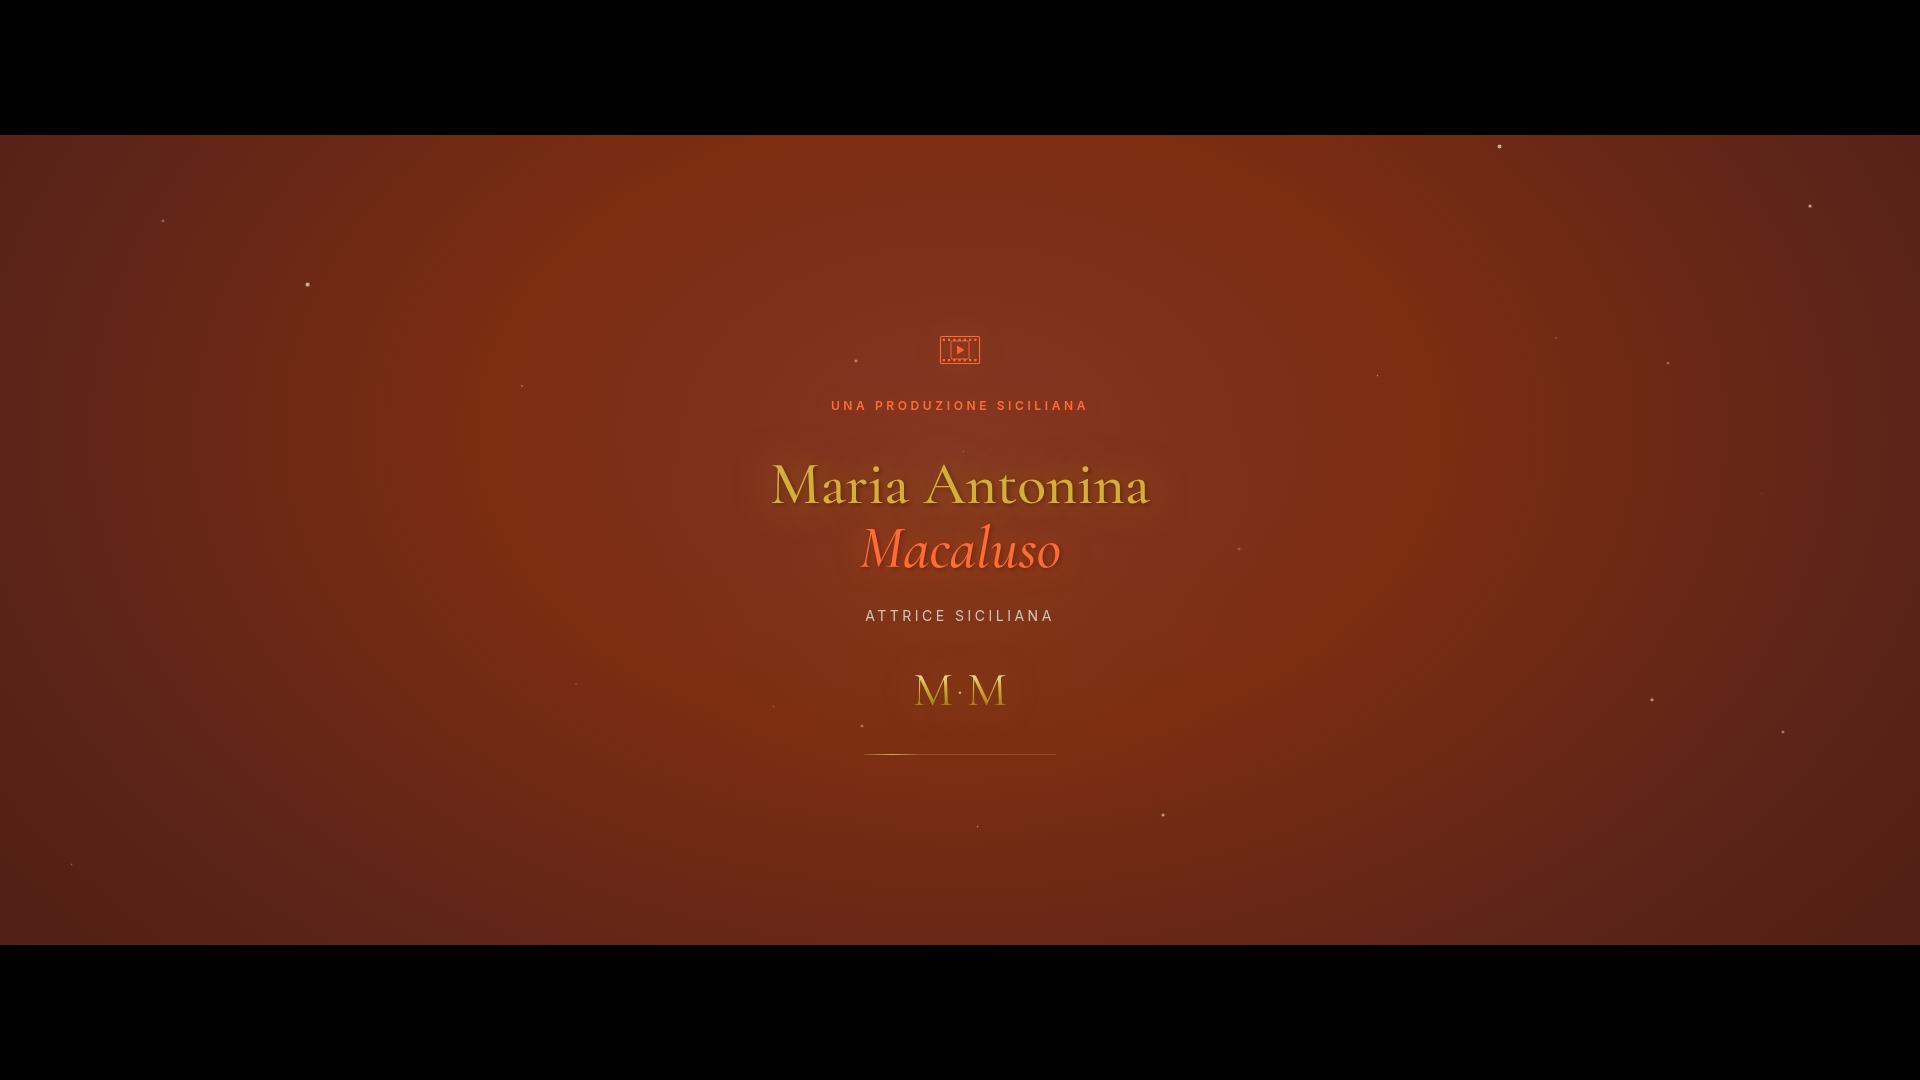 UNA PRODUZIONE SICILIANA
Maria Antonina
Macaluso
ATTRICE SICILIANA
M·M